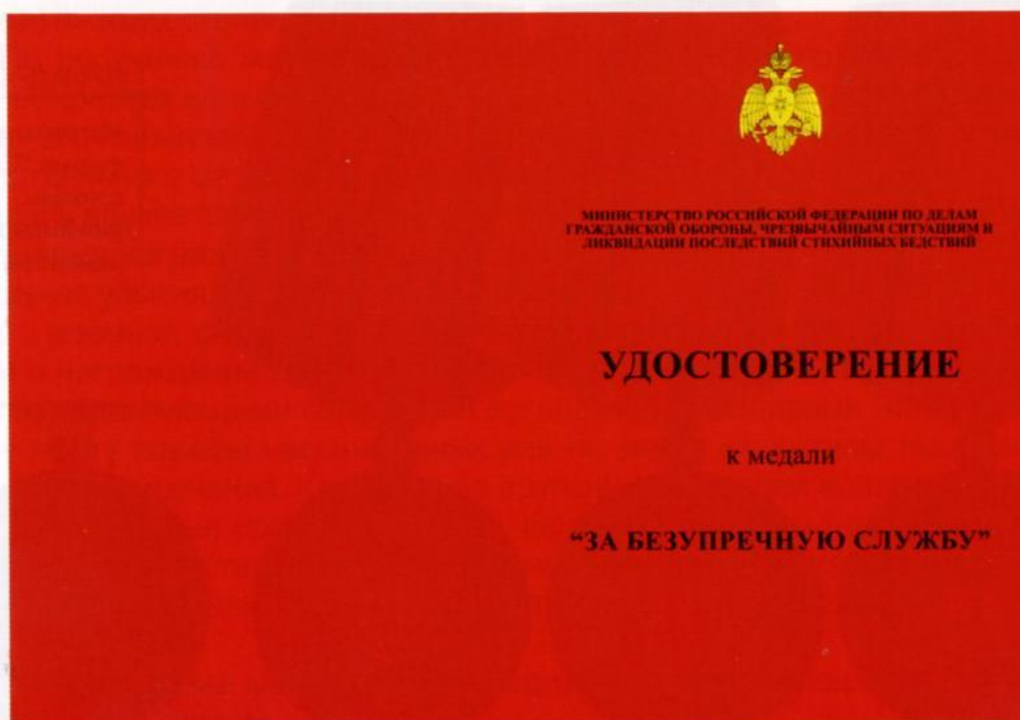 МИНИСТЕРСТВО РОССИЙСКОЙ ФЕДЕРАЦИИ ПО ДЕЛАМ
ГРАЖДАНСКОЙ ОБОРОНЫ, ЧРЕЗВЫЧАЙНЫМ СИТУАЦИЯМ И
ЛИКВИДАЦИИ ПОСЛЕДСТВИЙ СТИХИЙНЫХ БЕДСТВИЙ
УДОСТОВЕРЕНИЕ
к медали
“ЗА БЕЗУПРЕЧНУЮ СЛУЖБУ”